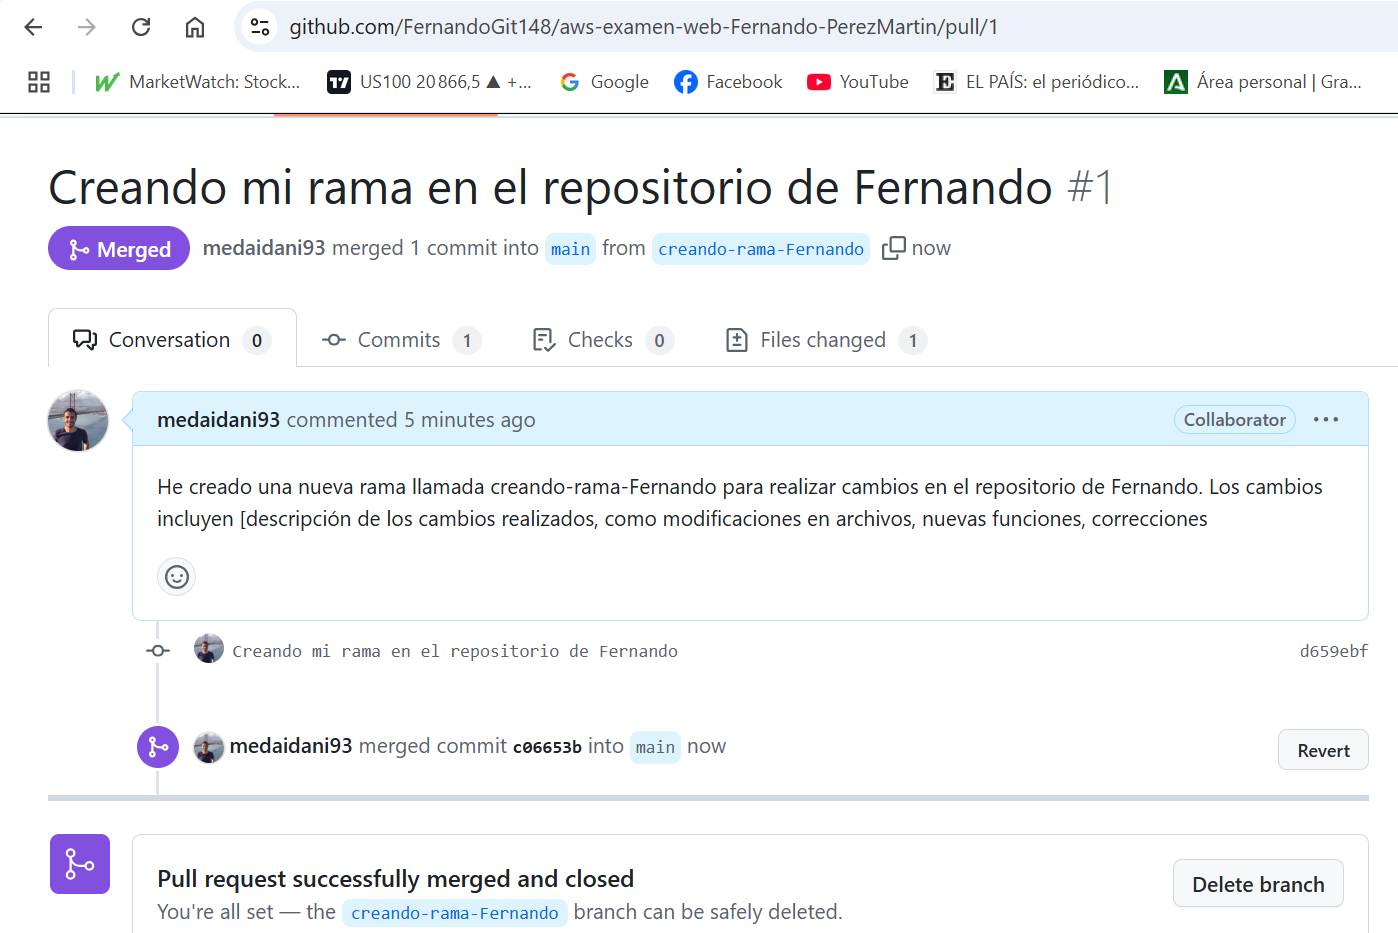 github.com/FernandoGit148/aws-examen-web-Fernando-PerezMartin/pull/1
MarketWatch: Stock... US100 20 866,5 ▲ +... Google Facebook YouTube EL PAÍS: el periódico... Área personal | Gra...
Creando mi rama en el repositorio de Fernando #1
Merged medaidani93 merged 1 commit into main from creando-rama-Fernando now
Conversation 0 Commits 1 Checks 0 Files changed 1
medaidani93 commented 5 minutes ago Collaborator ...
He creado una nueva rama llamada creando-rama-Fernando para realizar cambios en el repositorio de Fernando. Los cambios
incluyen [descripción de los cambios realizados, como modificaciones en archivos, nuevas funciones, correcciones
Creando mi rama en el repositorio de Fernando d659ebf
medaidani93 merged commit c06653b into main now Revert
Pull request successfully merged and closed
Delete branch
You're all set — the creando-rama-Fernando branch can be safely deleted.